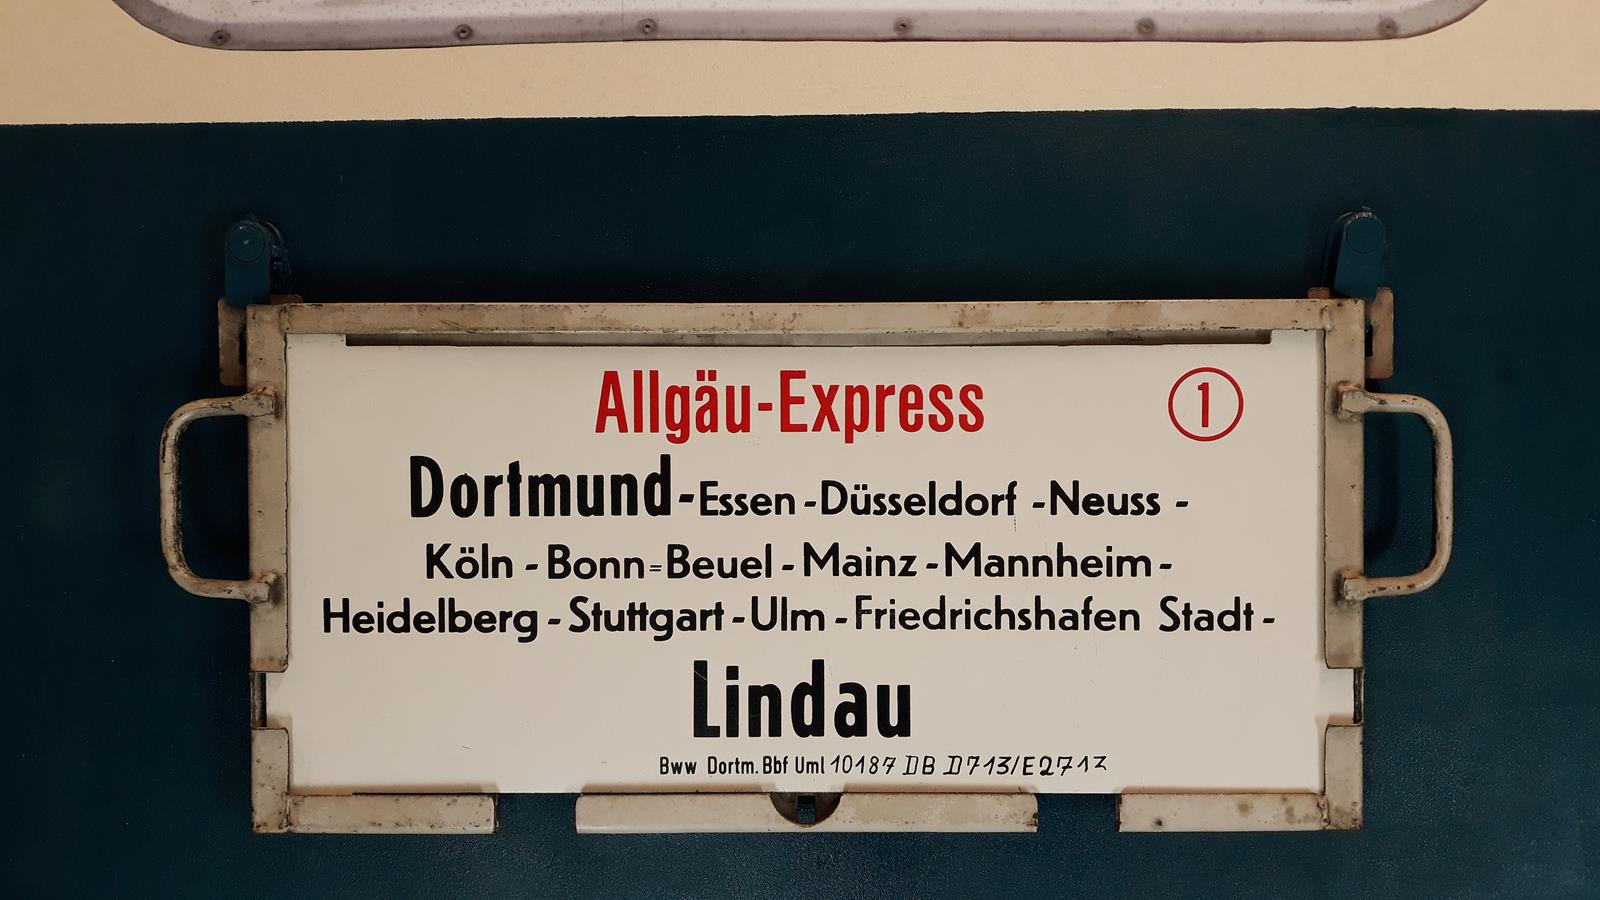 Allgäu-Express 1
Dortmund-Essen-Düsseldorf-Neuss-
Köln-Bonn=Beuel-Mainz-Mannheim-
Heidelberg-Stuttgart-Ulm-Friedrichshafen Stadt-
Lindau
Bww Dortm. Bbf Uml 10187 DB D713/E2713